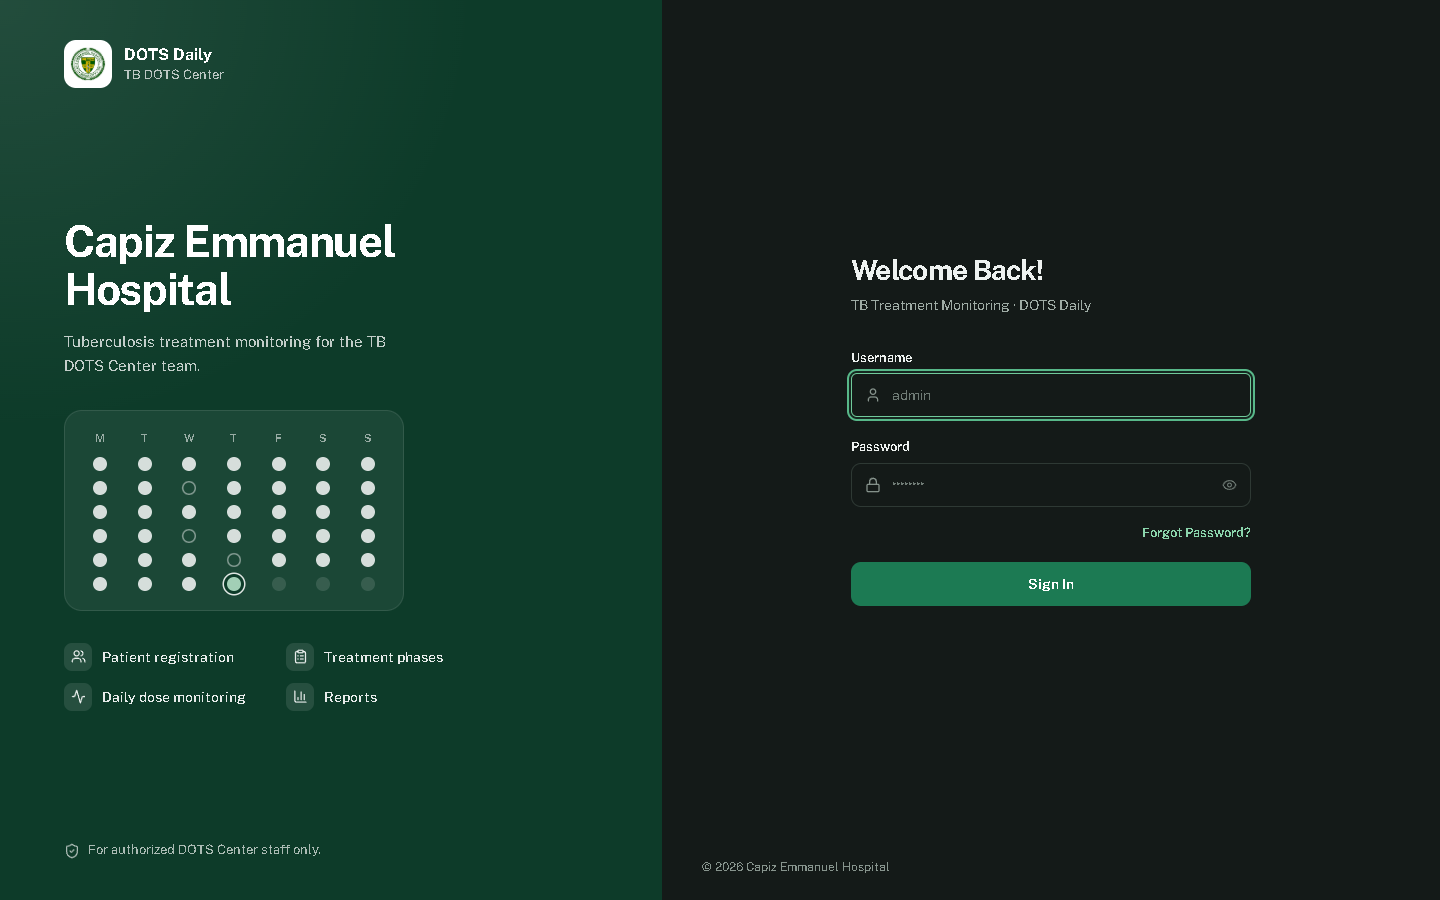 DOTS Daily
TB DOTS Center
Capiz Emmanuel
Hospital
Tuberculosis treatment monitoring for the TB
DOTS Center team.
M T W T F S S
Patient registration
Treatment phases
Daily dose monitoring
Reports
For authorized DOTS Center staff only.
Welcome Back!
TB Treatment Monitoring · DOTS Daily
Username
admin
Password
••••••••
Forgot Password?
Sign In
© 2026 Capiz Emmanuel Hospital